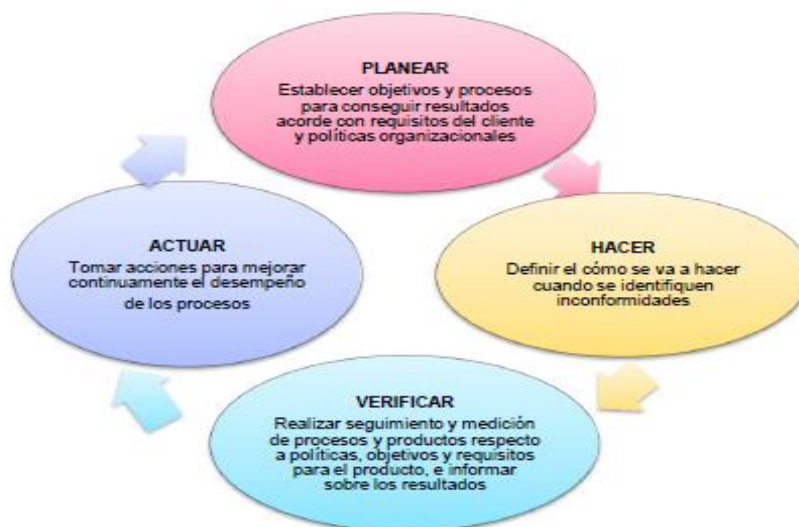 PLANEAR
Establecer objetivos y procesos
para conseguir resultados
acorde con requisitos del cliente
y políticas organizacionales
ACTUAR
Tomar acciones para mejorar
continuamente el desempeño
de los procesos
HACER
Definir el cómo se va a hacer
cuando se identifiquen
inconformidades
VERIFICAR
Realizar seguimiento y medición
de procesos y productos respecto
a políticas, objetivos y requisitos
para el producto, e informar
sobre los resultados